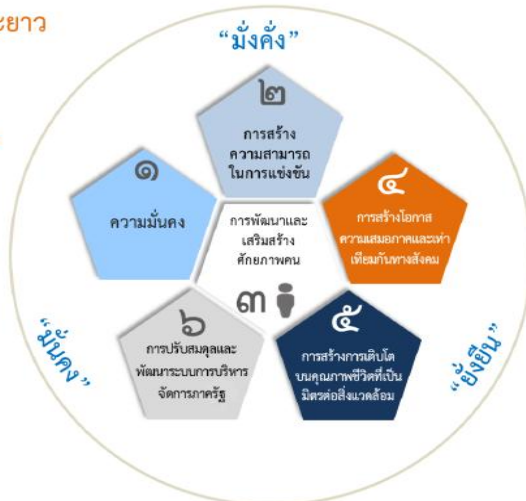 ะยาว
“มั่งคั่ง”
๒
การสร้าง
ความสามารถ
ในการแข่งขัน
๑
ความมั่นคง
การพัฒนาและ
เสริมสร้าง
ศักยภาพคน
๓
๔
การสร้างโอกาส
ความเสมอภาคและเท่า
เทียมกันทางสังคม
๖
การปรับสมดุลและ
พัฒนาระบบการบริหาร
จัดการภาครัฐ
๕
การสร้างการเติบโต
บนคุณภาพชีวิตที่เป็น
มิตรต่อสิ่งแวดล้อม
“มั่นคง”
“ยั่งยืน”